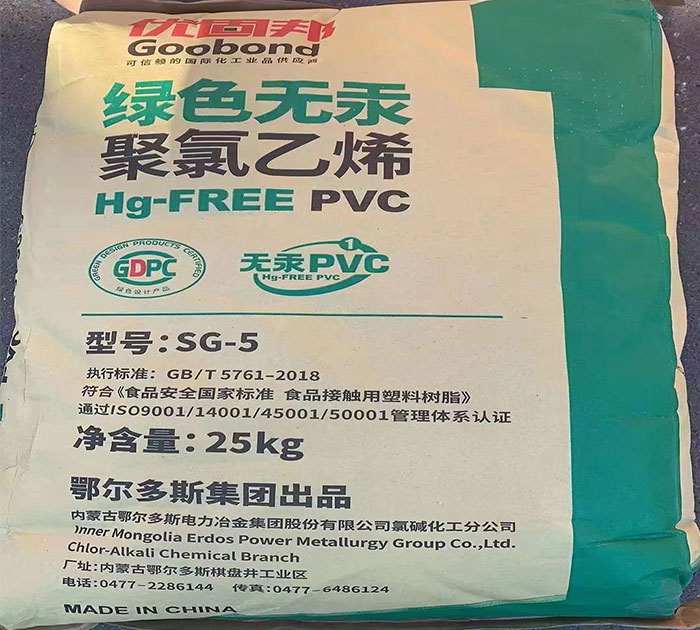 优固邦
Goobond
可信赖的国际化工业品供应商
绿色无汞
聚氯乙烯
Hg-FREE PVC
GREEN DESIGN PRODUCTS CERTIFIED
GDPC
绿色设计产品
1
无汞PVC
Hg-FREE PVC
型号:SG-5
执行标准:GB/T 5761-2018
符合《食品安全国家标准 食品接触用塑料树脂》
通过ISO9001/14001/45001/50001管理体系认证
净含量:25kg
鄂尔多斯集团出品
内蒙古鄂尔多斯电力冶金集团股份有限公司氯碱化工分公司
Inner Mongolia Erdos Power Metallurgy Group Co.,Ltd.
Chlor-Alkali Chemical Branch
厂址:内蒙古鄂尔多斯棋盘井工业区
电话:0477-2286144 传真:0477-6486124
MADE IN CHINA